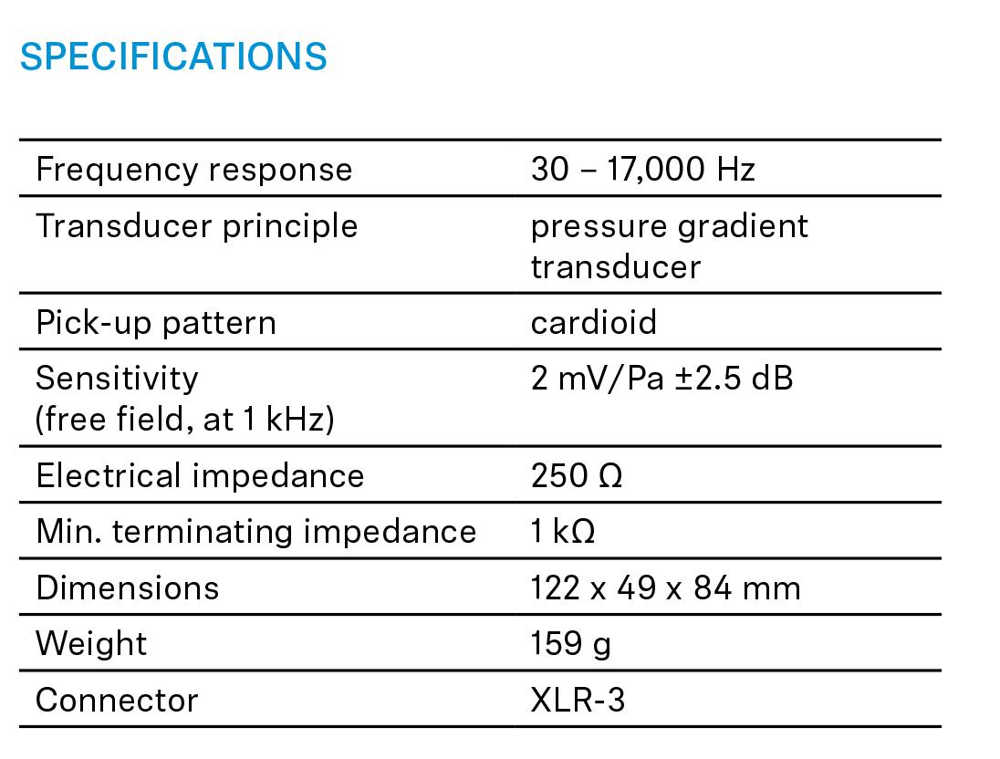 SPECIFICATIONS
Frequency response 30 – 17,000 Hz
Transducer principle pressure gradient
transducer
Pick-up pattern cardioid
Sensitivity 2 mV/Pa ±2.5 dB
(free field, at 1 kHz)
Electrical impedance 250 Ω
Min. terminating impedance 1 kΩ
Dimensions 122 x 49 x 84 mm
Weight 159 g
Connector XLR-3